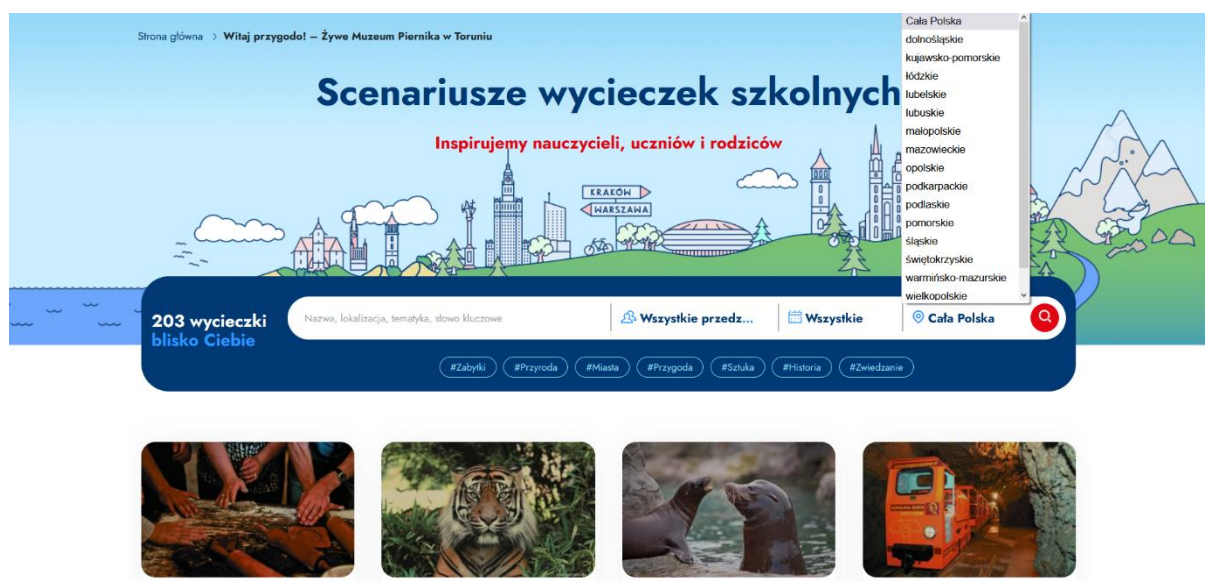 Strona główna > Witaj przygodo! – Żywe Muzeum Piernika w Toruniu
Scenariusze wycieczek szkolnych
Inspirujemy nauczycieli, uczniów i rodziców
KRAKÓW
WARSZAWA
Cała Polska
dolnośląskie
kujawsko-pomorskie
łódzkie
lubelskie
lubuskie
małopolskie
mazowieckie
opolskie
podkarpackie
podlaskie
pomorskie
śląskie
świętokrzyskie
warmińsko-mazurskie
wielkopolskie
203 wycieczki
blisko Ciebie
Nazwa, lokalizacja, tematyka, słowo kluczowe
Wszystkie przedz...
Wszystkie
Cała Polska
#Zabytki
#Przyroda
#Miasta
#Przygoda
#Sztuka
#Historia
#Zwiedzanie